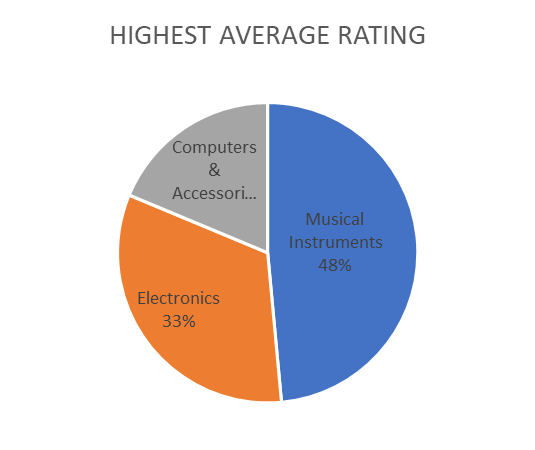 HIGHEST AVERAGE RATING
Computers
&
Accessori...
Musical
Instruments
48%
Electronics
33%